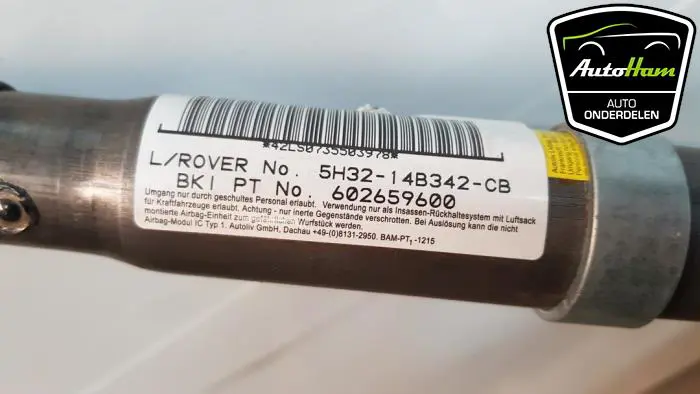 AutoHam
AUTO
ONDERDELEN
*42LS0735503978*
L/ROVER No. 5H32-14B342-CB
BKI PT No. 602659600
Umgang nur durch geschultes Personal erlaubt. Verwendung nur als Insassen-Rückhaltesystem mit Luftsack
für Kraftfahrzeuge erlaubt. Achtung - nur inerte Gegenstände verschrotten. Bei Auslösung kann die nicht
montierte Airbag-Einheit zum gefährlichen Wurfstück werden.
Airbag-Modul IC Typ 1. Autoliv GmbH, Dachau +49-(0)8131-2950. BAM-PT1-1215